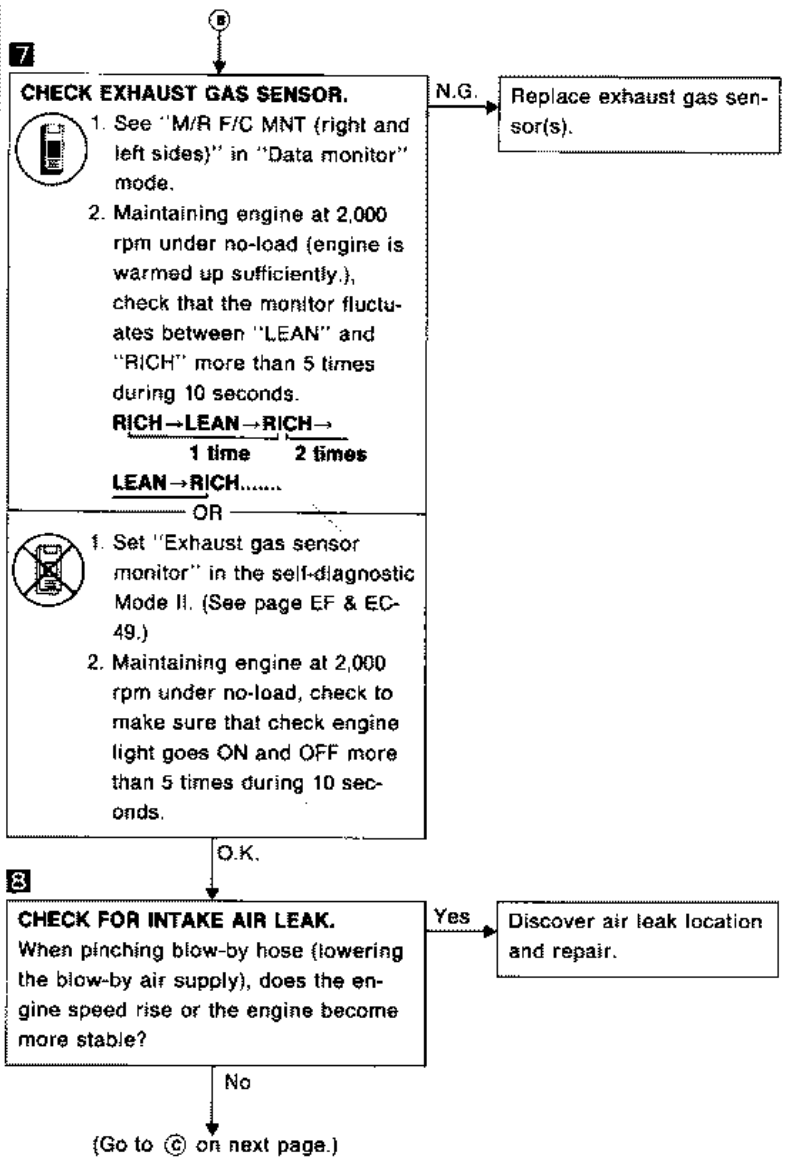 B
7
CHECK EXHAUST GAS SENSOR.
1. See "M/R F/C MNT (right and
left sides)" in "Data monitor"
mode.
2. Maintaining engine at 2,000
rpm under no-load (engine is
warmed up sufficiently.),
check that the monitor fluctu-
ates between "LEAN" and
"RICH" more than 5 times
during 10 seconds.
RICH→LEAN→RICH→
1 time 2 times
LEAN→RICH.......
N.G.
Replace exhaust gas sen-
sor(s).
OR
1. Set "Exhaust gas sensor
monitor" in the self-diagnostic
Mode II. (See page EF & EC-
49.)
2. Maintaining engine at 2,000
rpm under no-load, check to
make sure that check engine
light goes ON and OFF more
than 5 times during 10 sec-
onds.
O.K.
8
CHECK FOR INTAKE AIR LEAK.
When pinching blow-by hose (lowering
the blow-by air supply), does the en-
gine speed rise or the engine become
more stable?
Yes
Discover air leak location
and repair.
No
(Go to Ⓒ on next page.)